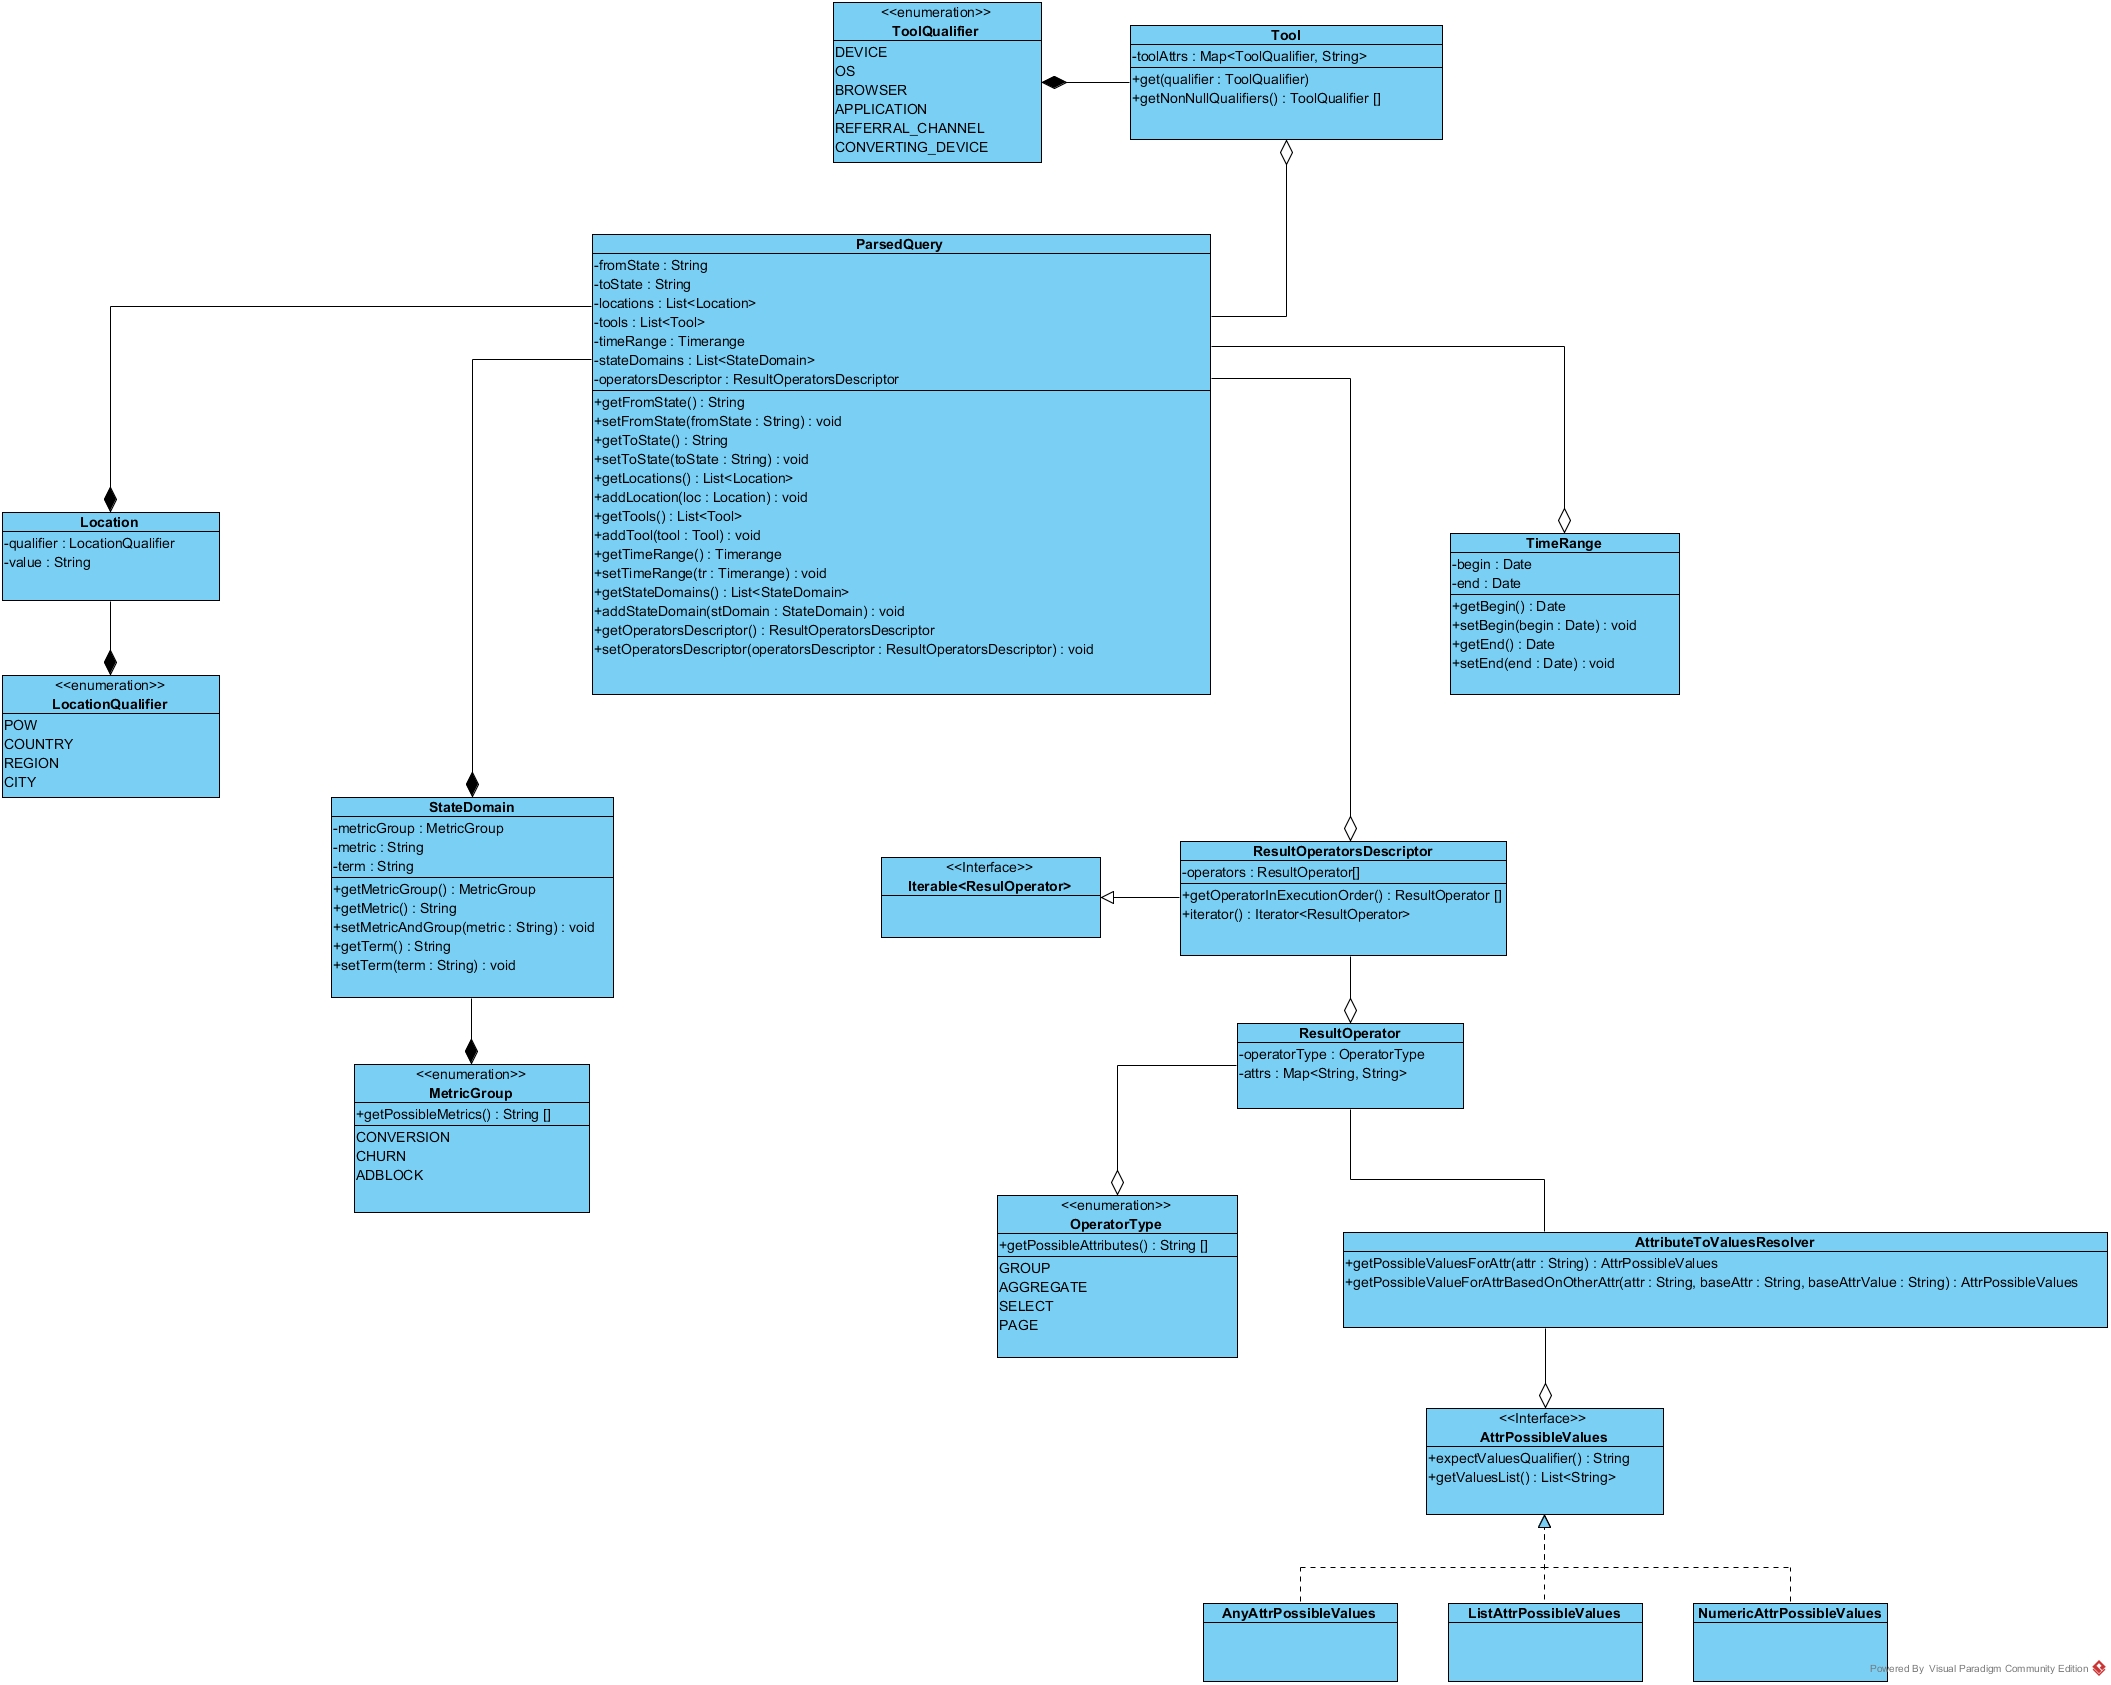 <<enumeration>>
ToolQualifier
DEVICE
OS
BROWSER
APPLICATION
REFERRAL_CHANNEL
CONVERTING_DEVICE
Tool
-toolAttrs : Map<ToolQualifier, String>
+get(qualifier : ToolQualifier)
+getNonNullQualifiers() : ToolQualifier []
ParsedQuery
-fromState : String
-toState : String
-locations : List<Location>
-tools : List<Tool>
-timeRange : Timerange
-stateDomains : List<StateDomain>
-operatorsDescriptor : ResultOperatorsDescriptor
+getFromState() : String
+setFromState(fromState : String) : void
+getToState() : String
+setToState(toState : String) : void
+getLocations() : List<Location>
+addLocation(loc : Location) : void
+getTools() : List<Tool>
+addTool(tool : Tool) : void
+getTimeRange() : Timerange
+setTimeRange(tr : Timerange) : void
+getStateDomains() : List<StateDomain>
+addStateDomain(stDomain : StateDomain) : void
+getOperatorsDescriptor() : ResultOperatorsDescriptor
+setOperatorsDescriptor(operatorsDescriptor : ResultOperatorsDescriptor) : void
Location
-qualifier : LocationQualifier
-value : String
<<enumeration>>
LocationQualifier
POW
COUNTRY
REGION
CITY
TimeRange
-begin : Date
-end : Date
+getBegin() : Date
+setBegin(begin : Date) : void
+getEnd() : Date
+setEnd(end : Date) : void
StateDomain
-metricGroup : MetricGroup
-metric : String
-term : String
+getMetricGroup() : MetricGroup
+getMetric() : String
+setMetricAndGroup(metric : String) : void
+getTerm() : String
+setTerm(term : String) : void
<<enumeration>>
MetricGroup
+getPossibleMetrics() : String []
CONVERSION
CHURN
ADBLOCK
<<Interface>>
Iterable<ResulOperator>
ResultOperatorsDescriptor
-operators : ResultOperator[]
+getOperatorInExecutionOrder() : ResultOperator []
+iterator() : Iterator<ResultOperator>
ResultOperator
-operatorType : OperatorType
-attrs : Map<String, String>
<<enumeration>>
OperatorType
+getPossibleAttributes() : String []
GROUP
AGGREGATE
SELECT
PAGE
AttributeToValuesResolver
+getPossibleValuesForAttr(attr : String) : AttrPossibleValues
+getPossibleValueForAttrBasedOnOtherAttr(attr : String, baseAttr : String, baseAttrValue : String) : AttrPossibleValues
<<Interface>>
AttrPossibleValues
+expectValuesQualifier() : String
+getValuesList() : List<String>
AnyAttrPossibleValues
ListAttrPossibleValues
NumericAttrPossibleValues
Powered By Visual Paradigm Community Edition